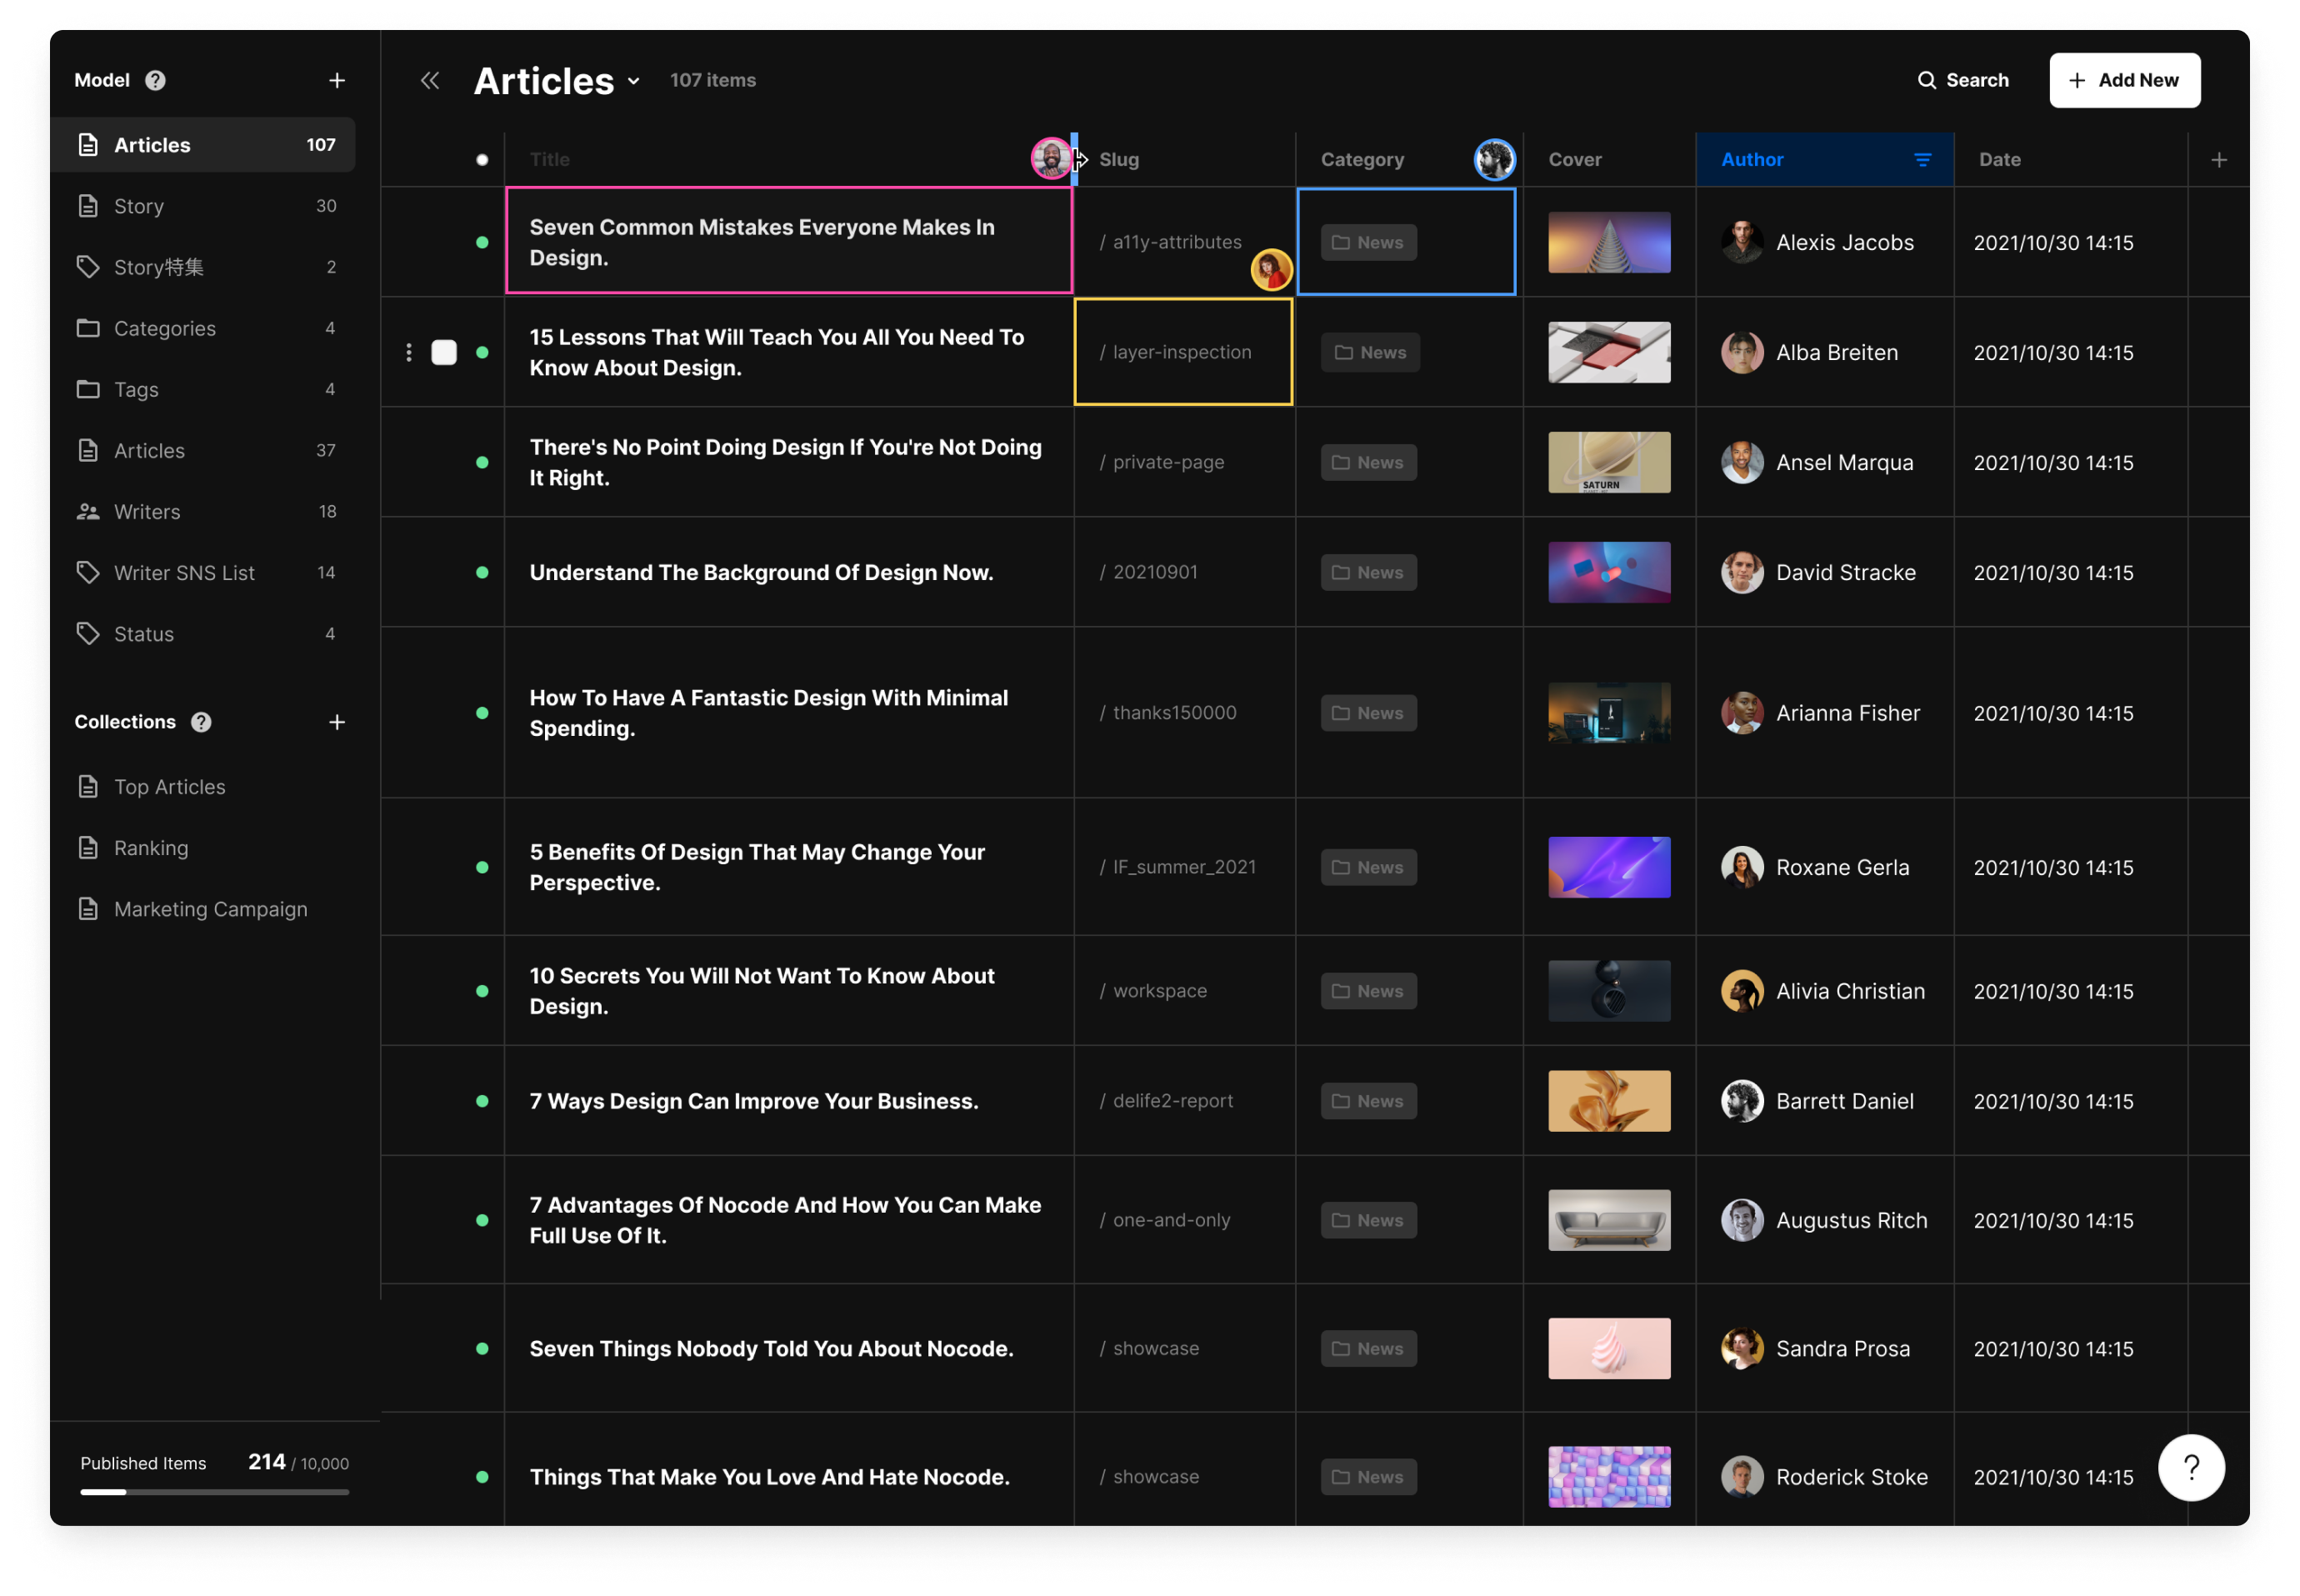 Model ?
Articles 107
Story 30
Story特集 2
Categories 4
Tags 4
Articles 37
Writers 18
Writer SNS List 14
Status 4
Collections ?
Top Articles
Ranking
Marketing Campaign
Published Items 214 / 10,000
Articles 107 items
Search
Add New
Title Slug Category Cover Author Date
Seven Common Mistakes Everyone Makes In
Design.
/ a11y-attributes News Alexis Jacobs 2021/10/30 14:15
15 Lessons That Will Teach You All You Need To
Know About Design.
/ layer-inspection News Alba Breiten 2021/10/30 14:15
There's No Point Doing Design If You're Not Doing
It Right.
/ private-page News SATURN Ansel Marqua 2021/10/30 14:15
Understand The Background Of Design Now.
/ 20210901 News David Stracke 2021/10/30 14:15
How To Have A Fantastic Design With Minimal
Spending.
/ thanks150000 News Arianna Fisher 2021/10/30 14:15
5 Benefits Of Design That May Change Your
Perspective.
/ IF_summer_2021 News Roxane Gerla 2021/10/30 14:15
10 Secrets You Will Not Want To Know About
Design.
/ workspace News Alivia Christian 2021/10/30 14:15
7 Ways Design Can Improve Your Business.
/ delife2-report News Barrett Daniel 2021/10/30 14:15
7 Advantages Of Nocode And How You Can Make
Full Use Of It.
/ one-and-only News Augustus Ritch 2021/10/30 14:15
Seven Things Nobody Told You About Nocode.
/ showcase News Sandra Prosa 2021/10/30 14:15
Things That Make You Love And Hate Nocode.
/ showcase News Roderick Stoke 2021/10/30 14:15
?